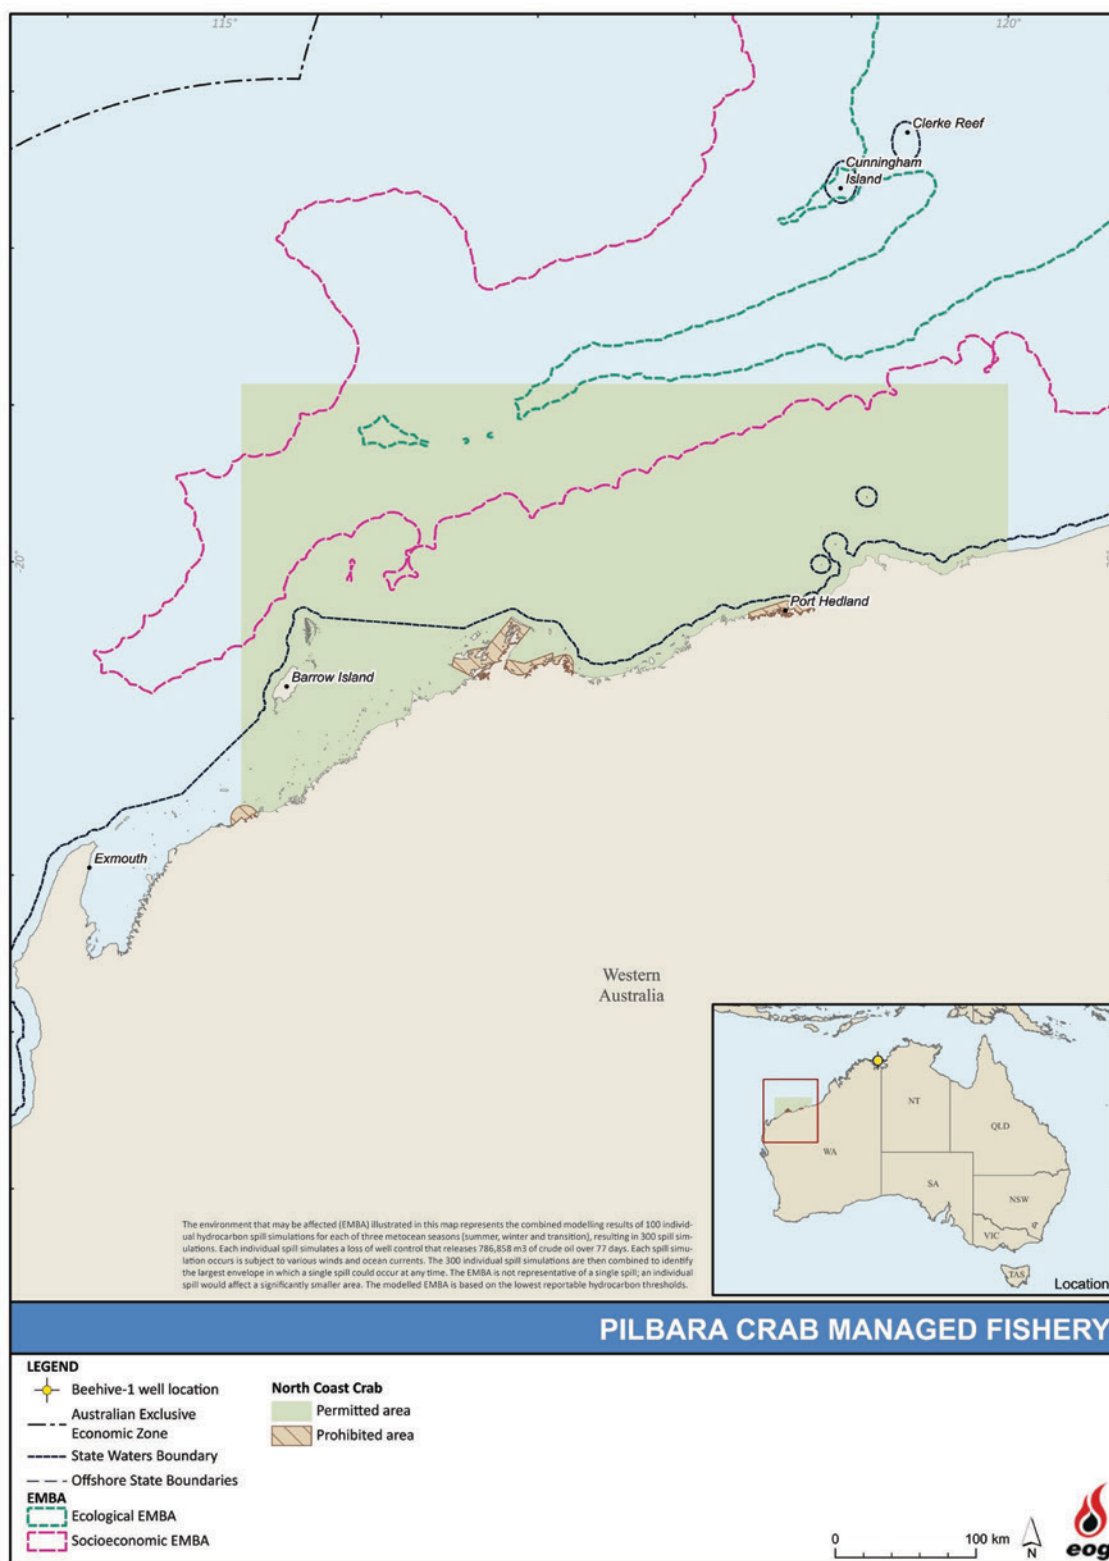 115°
120°
Clerke Reef
Cunningham
Island
-20°
Port Hedland
Barrow Island
Exmouth
Western
Australia
NT
QLD
WA
SA
NSW
VIC
TAS
Location
The environment that may be affected (EMBA) illustrated in this map represents the combined modelling results of 100 individ-
ual hydrocarbon spill simulations for each of three metocean seasons (summer, winter and transition), resulting in 300 spill sim-
ulations. Each individual spill simulates a loss of well control that releases 786,858 m3 of crude oil over 77 days. Each spill simu-
lation occurs is subject to various winds and ocean currents. The 300 individual spill simulations are then combined to identify
the largest envelope in which a single spill could occur at any time. The EMBA is not representative of a single spill; an individual
spill would affect a significantly smaller area. The modelled EMBA is based on the lowest reportable hydrocarbon thresholds.
PILBARA CRAB MANAGED FISHERY
LEGEND
Beehive-1 well location
Australian Exclusive
Economic Zone
State Waters Boundary
Offshore State Boundaries
EMBA
Ecological EMBA
Socioeconomic EMBA
North Coast Crab
Permitted area
Prohibited area
0 100 km
N
eog